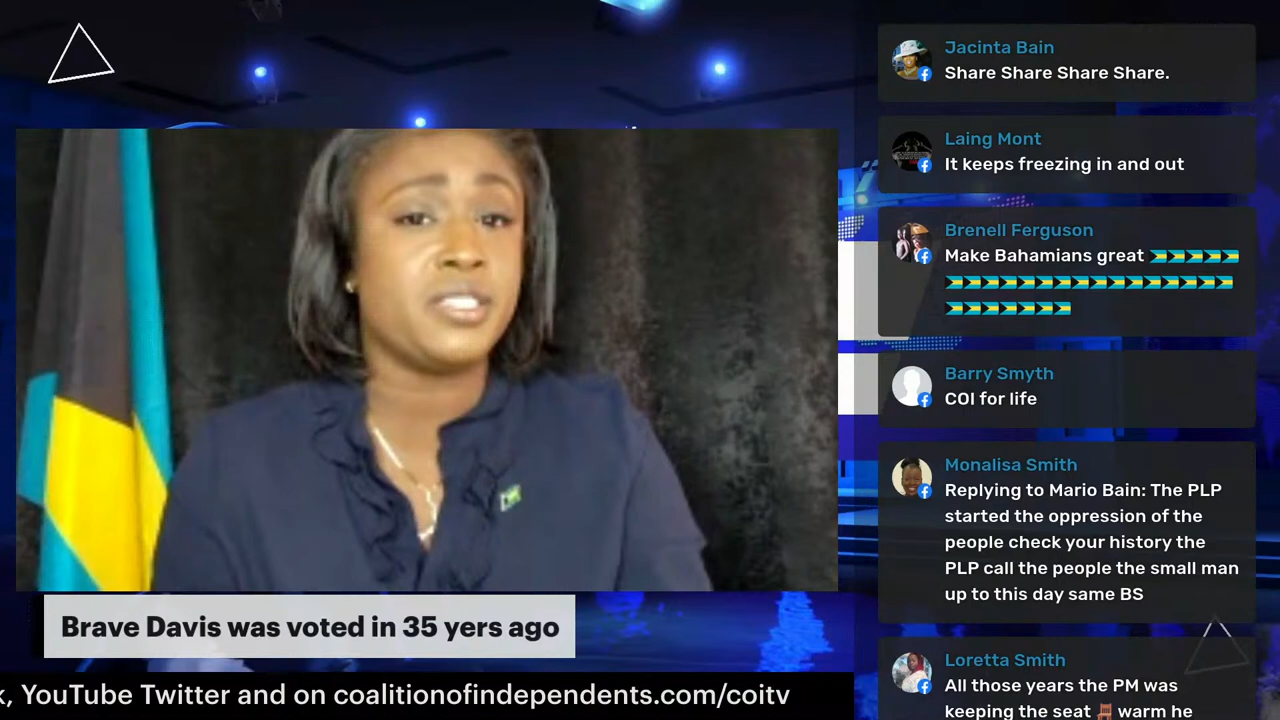 Jacinta Bain
Share Share Share Share.
Laing Mont
It keeps freezing in and out
Brenell Ferguson
Make Bahamians great 🇧🇸🇧🇸🇧🇸🇧🇸🇧🇸
🇧🇸🇧🇸🇧🇸🇧🇸🇧🇸🇧🇸🇧🇸🇧🇸🇧🇸🇧🇸🇧🇸🇧🇸🇧🇸🇧🇸🇧🇸🇧🇸
🇧🇸🇧🇸🇧🇸🇧🇸🇧🇸🇧🇸🇧🇸
Barry Smyth
COI for life
Monalisa Smith
Replying to Mario Bain: The PLP
started the oppression of the
people check your history the
PLP call the people the small man
up to this day same BS
Loretta Smith
All those years the PM was
keeping the seat 🪑 warm he
Brave Davis was voted in 35 yers ago
, YouTube Twitter and on coalitionofindependents.com/coitv